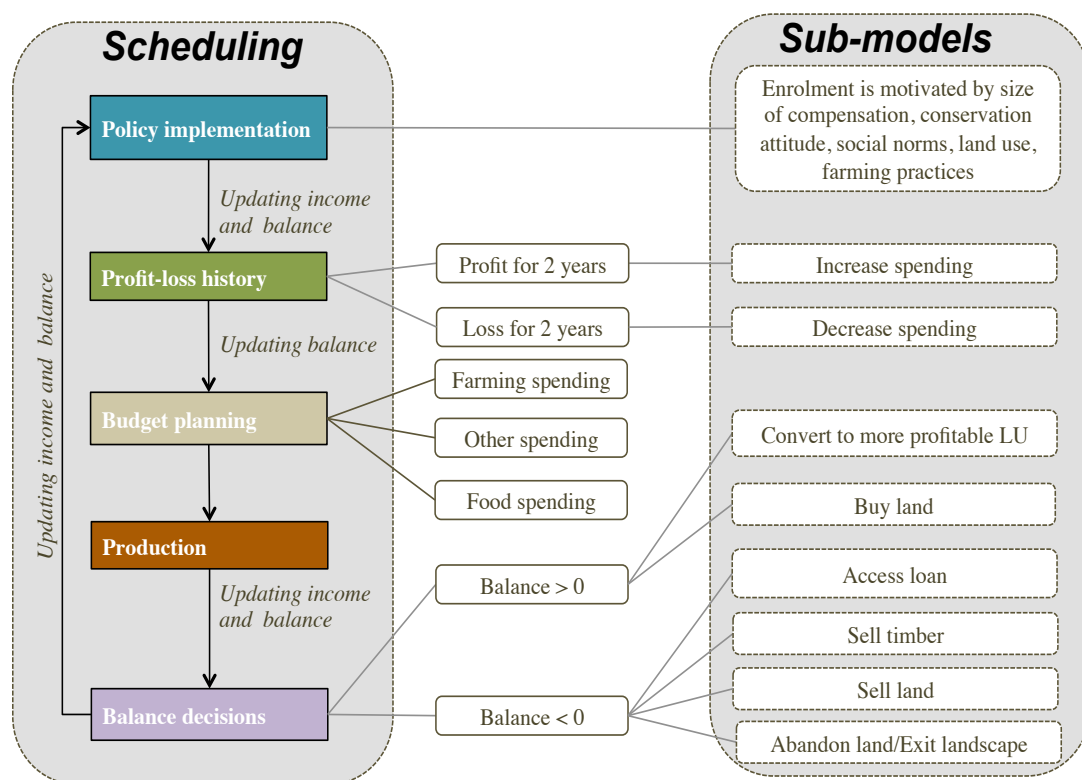 Scheduling
Sub-models
Policy implementation
Enrolment is motivated by size
of compensation, conservation
attitude, social norms, land use,
farming practices
Updating income
and balance
Profit-loss history
Profit for 2 years
Increase spending
Loss for 2 years
Decrease spending
Updating balance
Updating income and balance
Budget planning
Farming spending
Other spending
Food spending
Convert to more profitable LU
Buy land
Production
Balance > 0
Access loan
Updating income
and balance
Sell timber
Sell land
Balance decisions
Balance < 0
Abandon land/Exit landscape